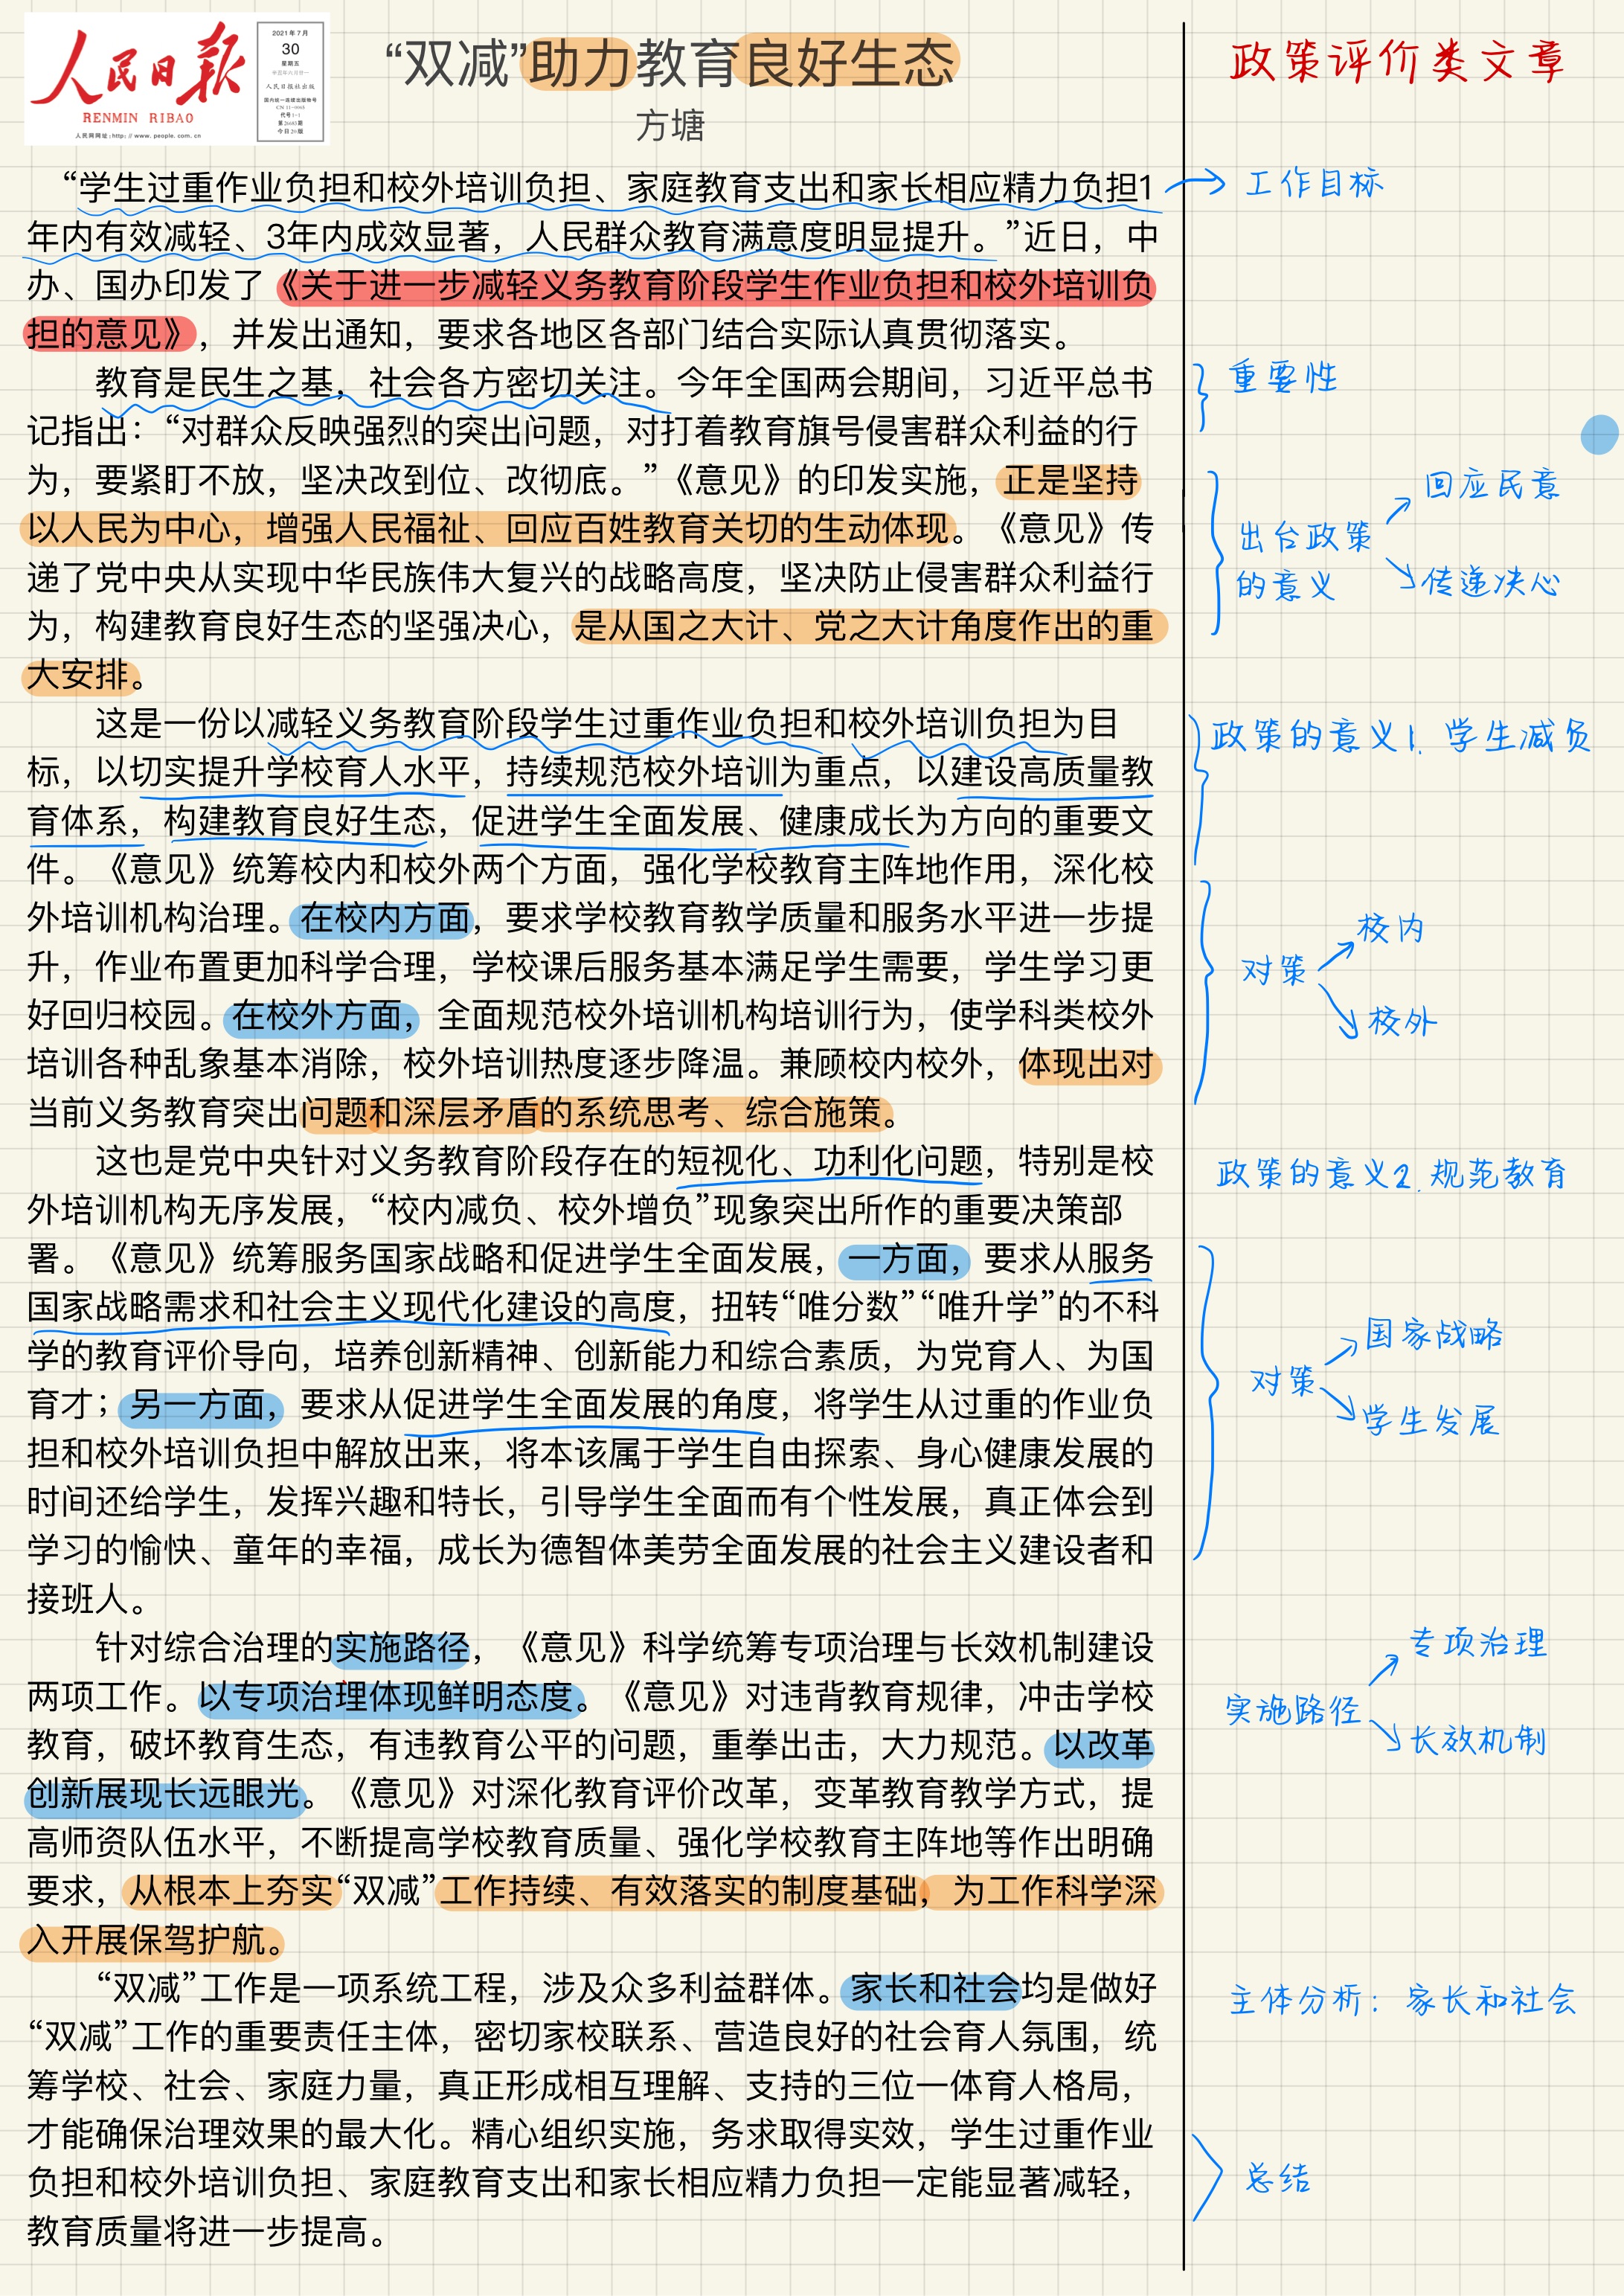 人民日报
RENMIN RIBAO
人民网网址:http://www.people.com.cn
2021年7月
30
星期五
人民日报社出版
国内统一连续出版物号
CN 11-0065
代号1-1
今日20版
“双减”助力教育良好生态
方塘
政策评价类文章
“学生过重作业负担和校外培训负担、家庭教育支出和家长相应精力负担1
年内有效减轻、3年内成效显著，人民群众教育满意度明显提升。”近日，中
办、国办印发了《关于进一步减轻义务教育阶段学生作业负担和校外培训负
担的意见》，并发出通知，要求各地区各部门结合实际认真贯彻落实。
工作目标
教育是民生之基，社会各方密切关注。今年全国两会期间，习近平总书
记指出：“对群众反映强烈的突出问题，对打着教育旗号侵害群众利益的行
为，要紧盯不放，坚决改到位、改彻底。”《意见》的印发实施，正是坚持
以人民为中心，增强人民福祉、回应百姓教育关切的生动体现。《意见》传
递了党中央从实现中华民族伟大复兴的战略高度，坚决防止侵害群众利益行
为，构建教育良好生态的坚强决心，是从国之大计、党之大计角度作出的重
大安排。
重要性
出台政策
的意义
回应民意
传递决心
这是一份以减轻义务教育阶段学生过重作业负担和校外培训负担为目
标，以切实提升学校育人水平，持续规范校外培训为重点，以建设高质量教
育体系，构建教育良好生态，促进学生全面发展、健康成长为方向的重要文
件。《意见》统筹校内和校外两个方面，强化学校教育主阵地作用，深化校
外培训机构治理。在校内方面，要求学校教育教学质量和服务水平进一步提
升，作业布置更加科学合理，学校课后服务基本满足学生需要，学生学习更
好回归校园。在校外方面，全面规范校外培训机构培训行为，使学科类校外
培训各种乱象基本消除，校外培训热度逐步降温。兼顾校内校外，体现出对
当前义务教育突出问题和深层矛盾的系统思考、综合施策。
政策的意义1.学生减负
对策
校内
校外
这也是党中央针对义务教育阶段存在的短视化、功利化问题，特别是校
外培训机构无序发展，“校内减负、校外增负”现象突出所作的重要决策部
署。《意见》统筹服务国家战略和促进学生全面发展，一方面，要求从服务
国家战略需求和社会主义现代化建设的高度，扭转“唯分数”“唯升学”的不科
学的教育评价导向，培养创新精神、创新能力和综合素质，为党育人、为国
育才；另一方面，要求从促进学生全面发展的角度，将学生从过重的作业负
担和校外培训负担中解放出来，将本该属于学生自由探索、身心健康发展的
时间还给学生，发挥兴趣和特长，引导学生全面而有个性发展，真正体会到
学习的愉快、童年的幸福，成长为德智体美劳全面发展的社会主义建设者和
接班人。
政策的意义2.规范教育
对策
国家战略
学生发展
针对综合治理的实施路径，《意见》科学统筹专项治理与长效机制建设
两项工作。以专项治理体现鲜明态度。《意见》对违背教育规律，冲击学校
教育，破坏教育生态，有违教育公平的问题，重拳出击，大力规范。以改革
创新展现长远眼光。《意见》对深化教育评价改革，变革教育教学方式，提
高师资队伍水平，不断提高学校教育质量、强化学校教育主阵地等作出明确
要求，从根本上夯实“双减”工作持续、有效落实的制度基础，为工作科学深
入开展保驾护航。
实施路径
专项治理
长效机制
“双减”工作是一项系统工程，涉及众多利益群体。家长和社会均是做好
“双减”工作的重要责任主体，密切家校联系、营造良好的社会育人氛围，统
筹学校、社会、家庭力量，真正形成相互理解、支持的三位一体育人格局，
才能确保治理效果的最大化。精心组织实施，务求取得实效，学生过重作业
负担和校外培训负担、家庭教育支出和家长相应精力负担一定能显著减轻，
教育质量将进一步提高。
主体分析：家长和社会
总结